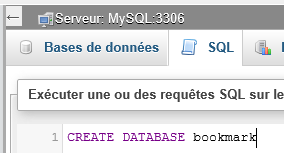 Serveur: MySQL:3306
Bases de données SQL
Exécuter une ou des requêtes SQL sur le
1 CREATE DATABASE bookmark